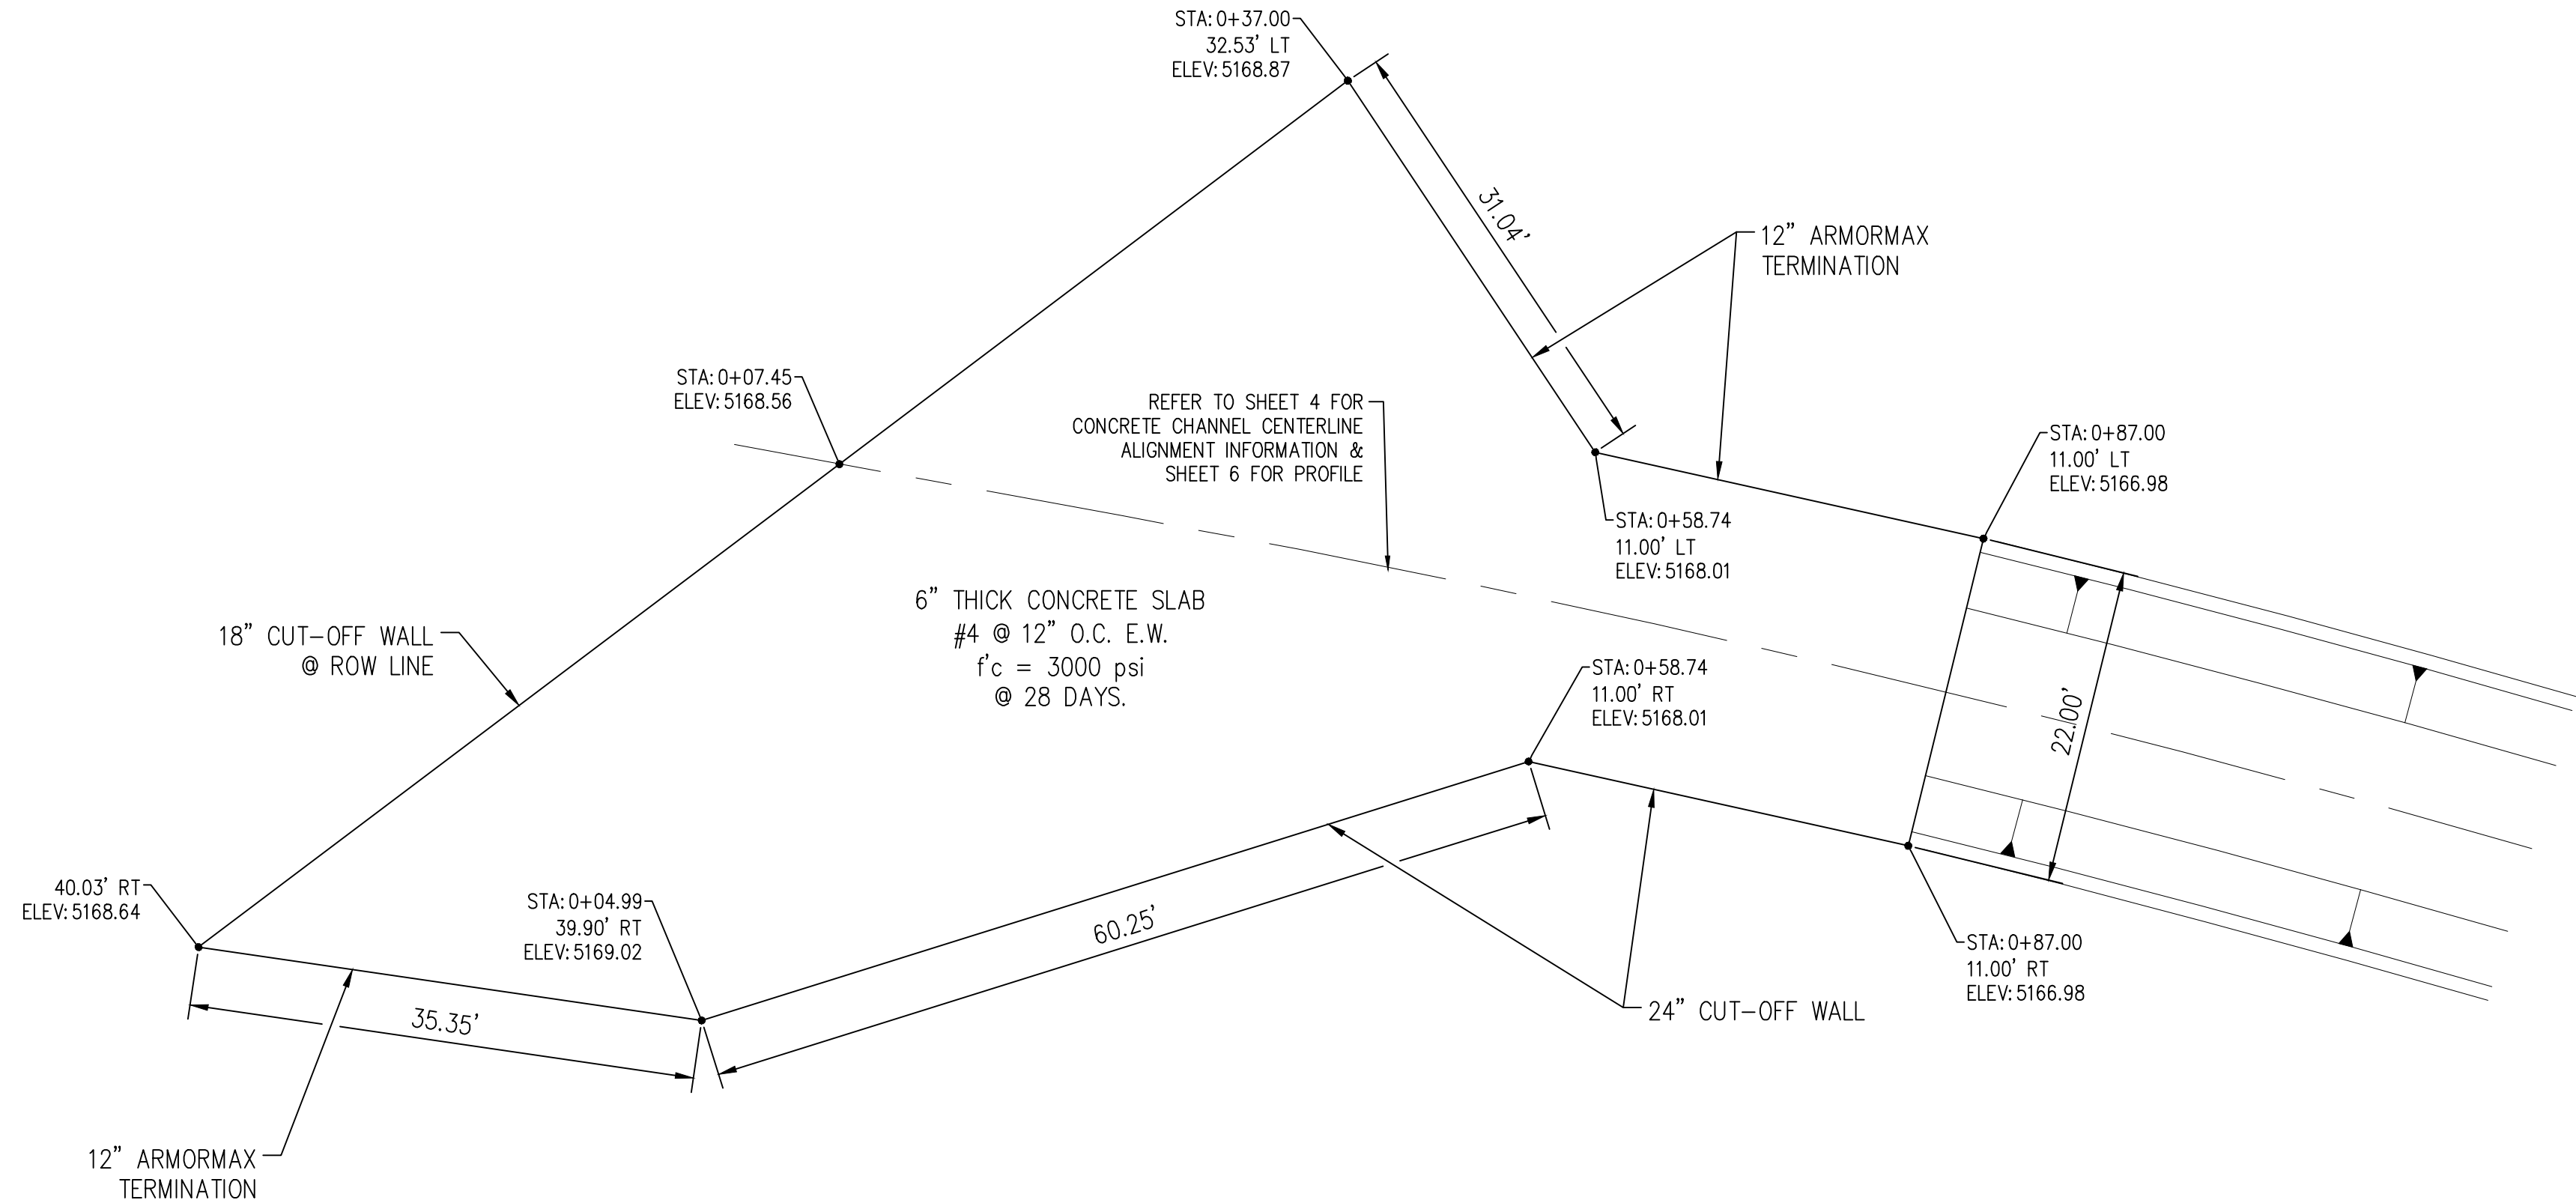 STA: 0+37.00
32.53' LT
ELEV: 5168.87
31.04'
12" ARMORMAX
TERMINATION
STA: 0+07.45
ELEV: 5168.56
REFER TO SHEET 4 FOR
CONCRETE CHANNEL CENTERLINE
ALIGNMENT INFORMATION &
SHEET 6 FOR PROFILE
STA: 0+87.00
11.00' LT
ELEV: 5166.98
STA: 0+58.74
11.00' LT
ELEV: 5168.01
6" THICK CONCRETE SLAB
#4 @ 12" O.C. E.W.
f'c = 3000 psi
@ 28 DAYS.
18" CUT-OFF WALL
@ ROW LINE
STA: 0+58.74
11.00' RT
ELEV: 5168.01
22.00'
40.03' RT
ELEV: 5168.64
STA: 0+04.99
39.90' RT
ELEV: 5169.02
60.25'
STA: 0+87.00
11.00' RT
ELEV: 5166.98
24" CUT-OFF WALL
35.35'
12" ARMORMAX
TERMINATION